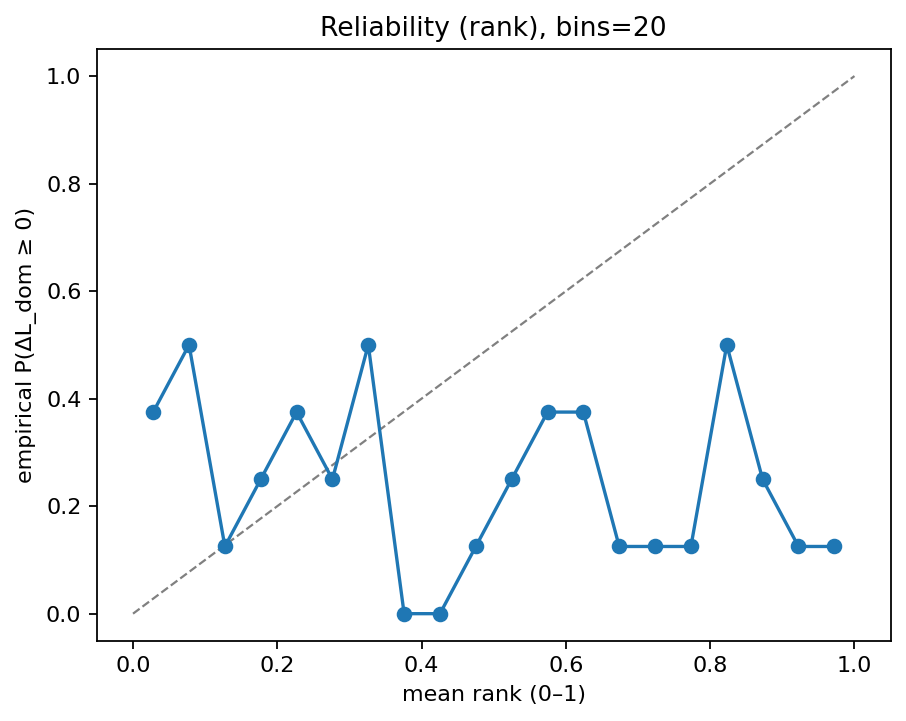 Reliability (rank), bins=20
1.0
0.8
0.6
0.4
0.2
0.0
empirical P(ΔL_dom ≥ 0)
0.0 0.2 0.4 0.6 0.8 1.0
mean rank (0–1)